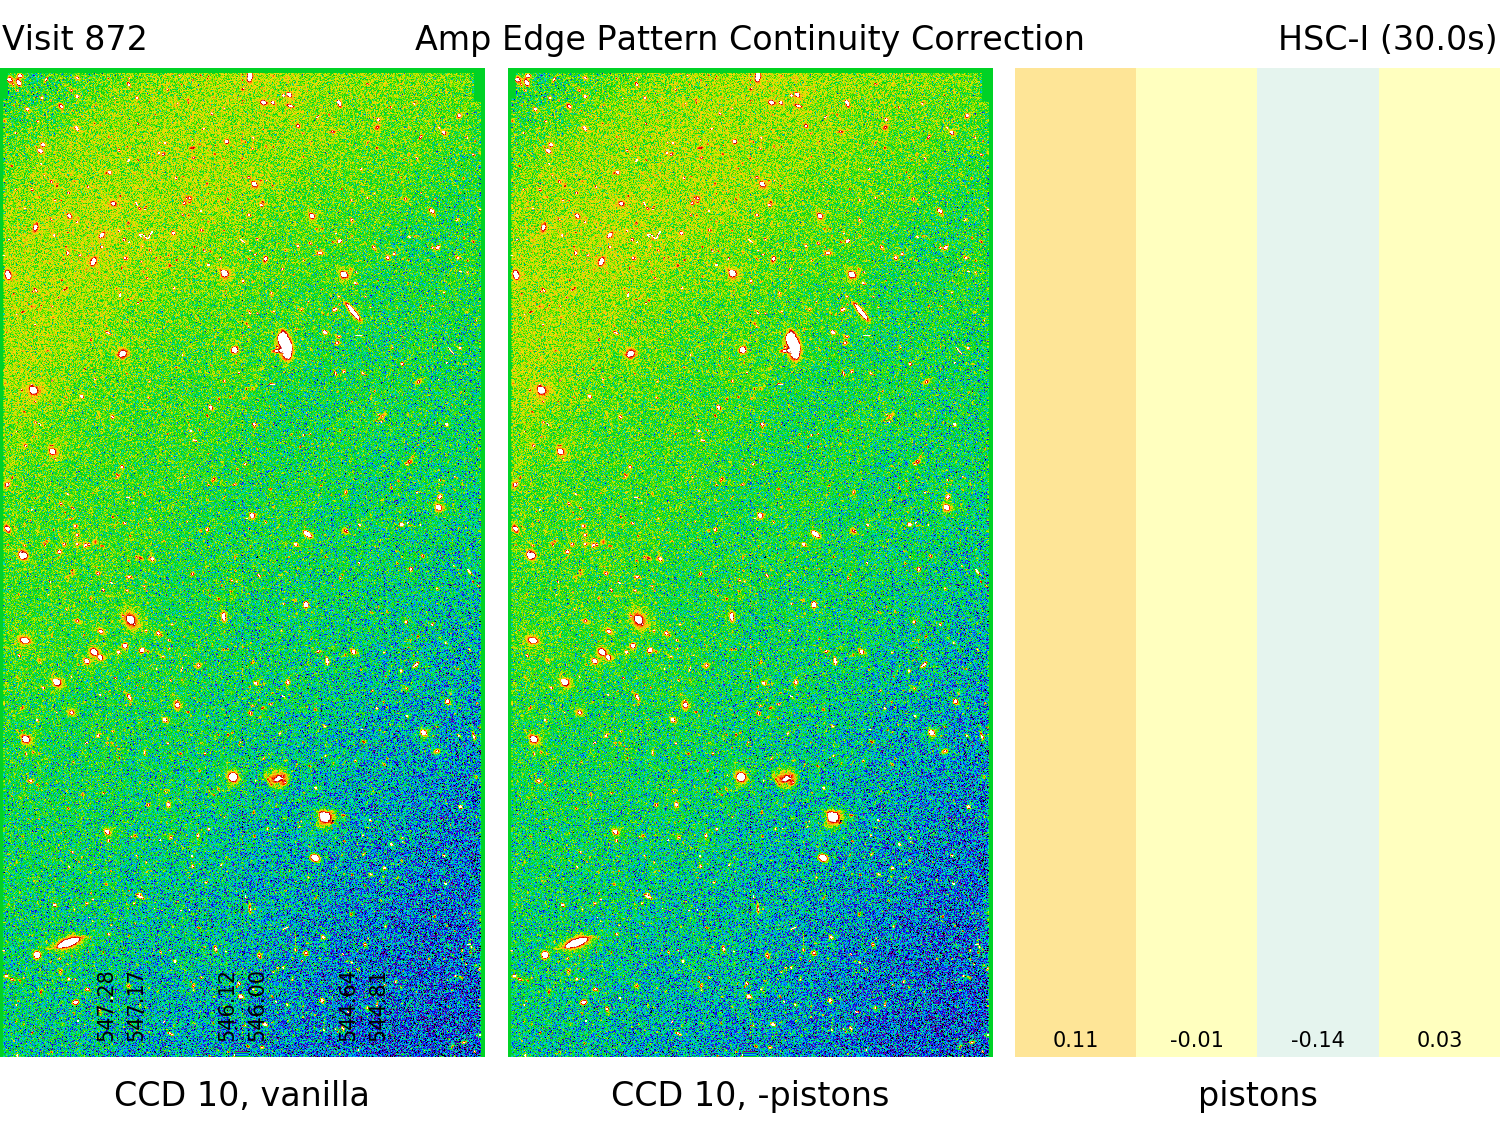 Visit 872
Amp Edge Pattern Continuity Correction
HSC-I (30.0s)
547.28
547.17
546.12
546.00
544.64
544.81
0.11
-0.01
-0.14
0.03
CCD 10, vanilla
CCD 10, -pistons
pistons